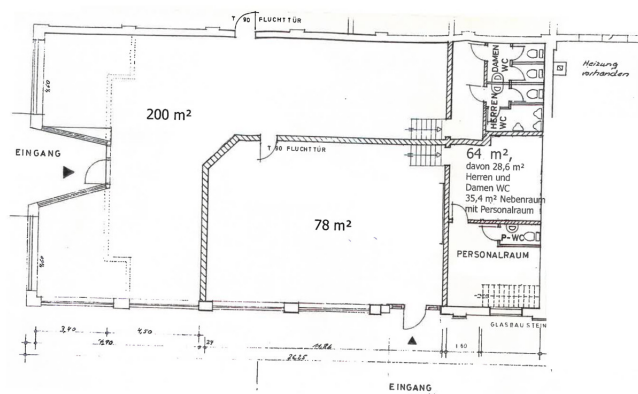 T 90 FLUCHTTÜR
DAMEN
WC
Heizung
vorhanden
200 m²
HERREN
WC
EINGANG
T 90 FLUCHTTÜR
64 m²,
davon 28,6 m²
Herren und
Damen WC
35,4 m² Nebenraum
mit Personalraum
78 m²
P-WC
PERSONALRAUM
GLASBAUSTEIN
3,40
4,50
1 80
EINGANG